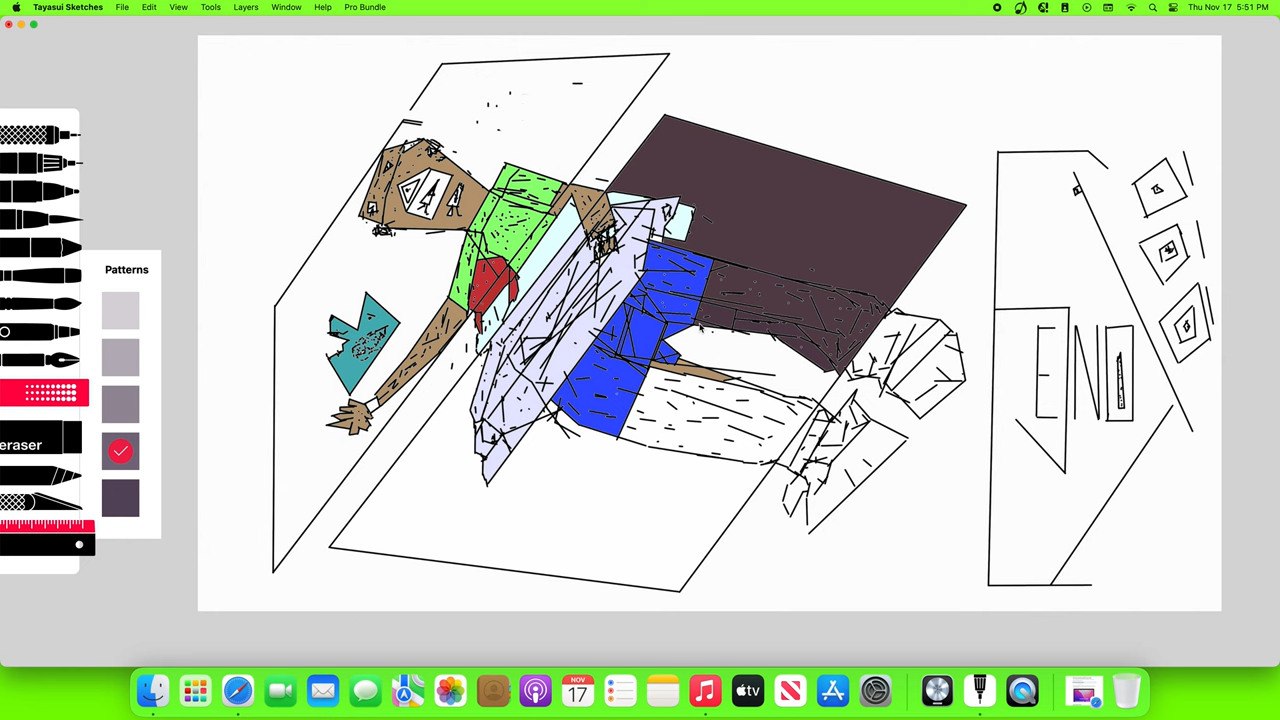 Tayasui Sketches File Edit View Tools Layers Window Help Pro Bundle Thu Nov 17 5:51 PM
Patterns
eraser
END
NOV
17
tv